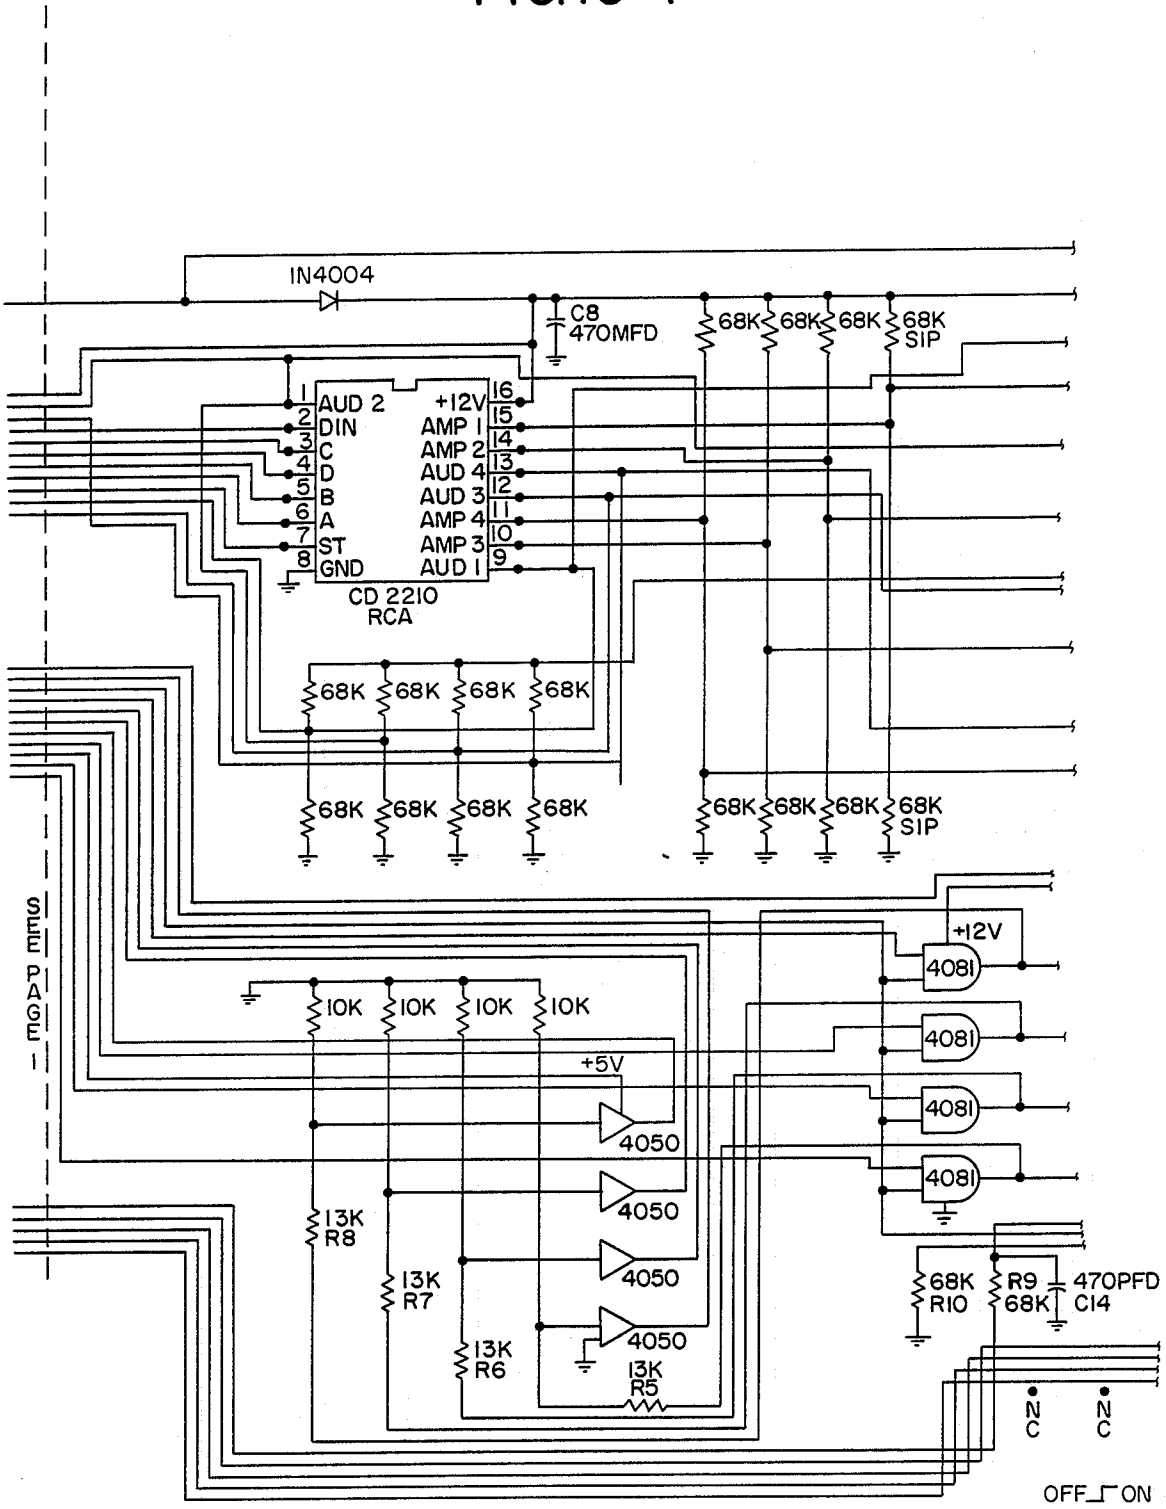 IN4004
C8
470MFD
68K 68K 68K 68K
SIP
1 AUD 2
2 DIN
3 C
4 D
5 B
6 A
7 ST
8 GND
+12V 16
AMP 1 15
AMP 2 14
AUD 4 13
AUD 3 12
AMP 4 11
AMP 3 10
AUD 1 9
CD 2210
RCA
68K 68K 68K 68K
68K 68K 68K 68K
68K 68K 68K 68K
SIP
SEE PAGE 1
+12V
4081
4081
4081
4081
10K 10K 10K 10K
+5V
4050
4050
4050
4050
13K
R8
13K
R7
13K
R6
13K
R5
68K
R10
R9
68K
470PFD
C14
NC NC
OFF ON